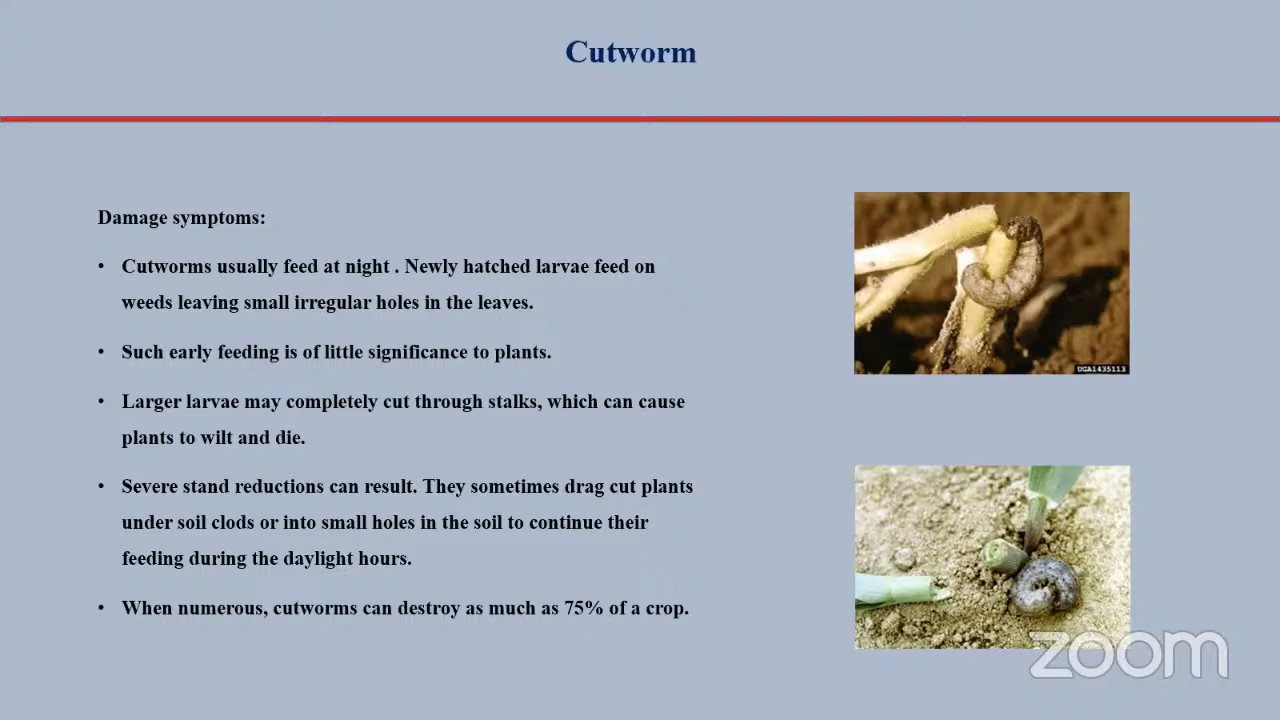 Cutworm
Damage symptoms:
• Cutworms usually feed at night . Newly hatched larvae feed on
weeds leaving small irregular holes in the leaves.
• Such early feeding is of little significance to plants.
• Larger larvae may completely cut through stalks, which can cause
plants to wilt and die.
• Severe stand reductions can result. They sometimes drag cut plants
under soil clods or into small holes in the soil to continue their
feeding during the daylight hours.
• When numerous, cutworms can destroy as much as 75% of a crop.
UGA1435113
zoom